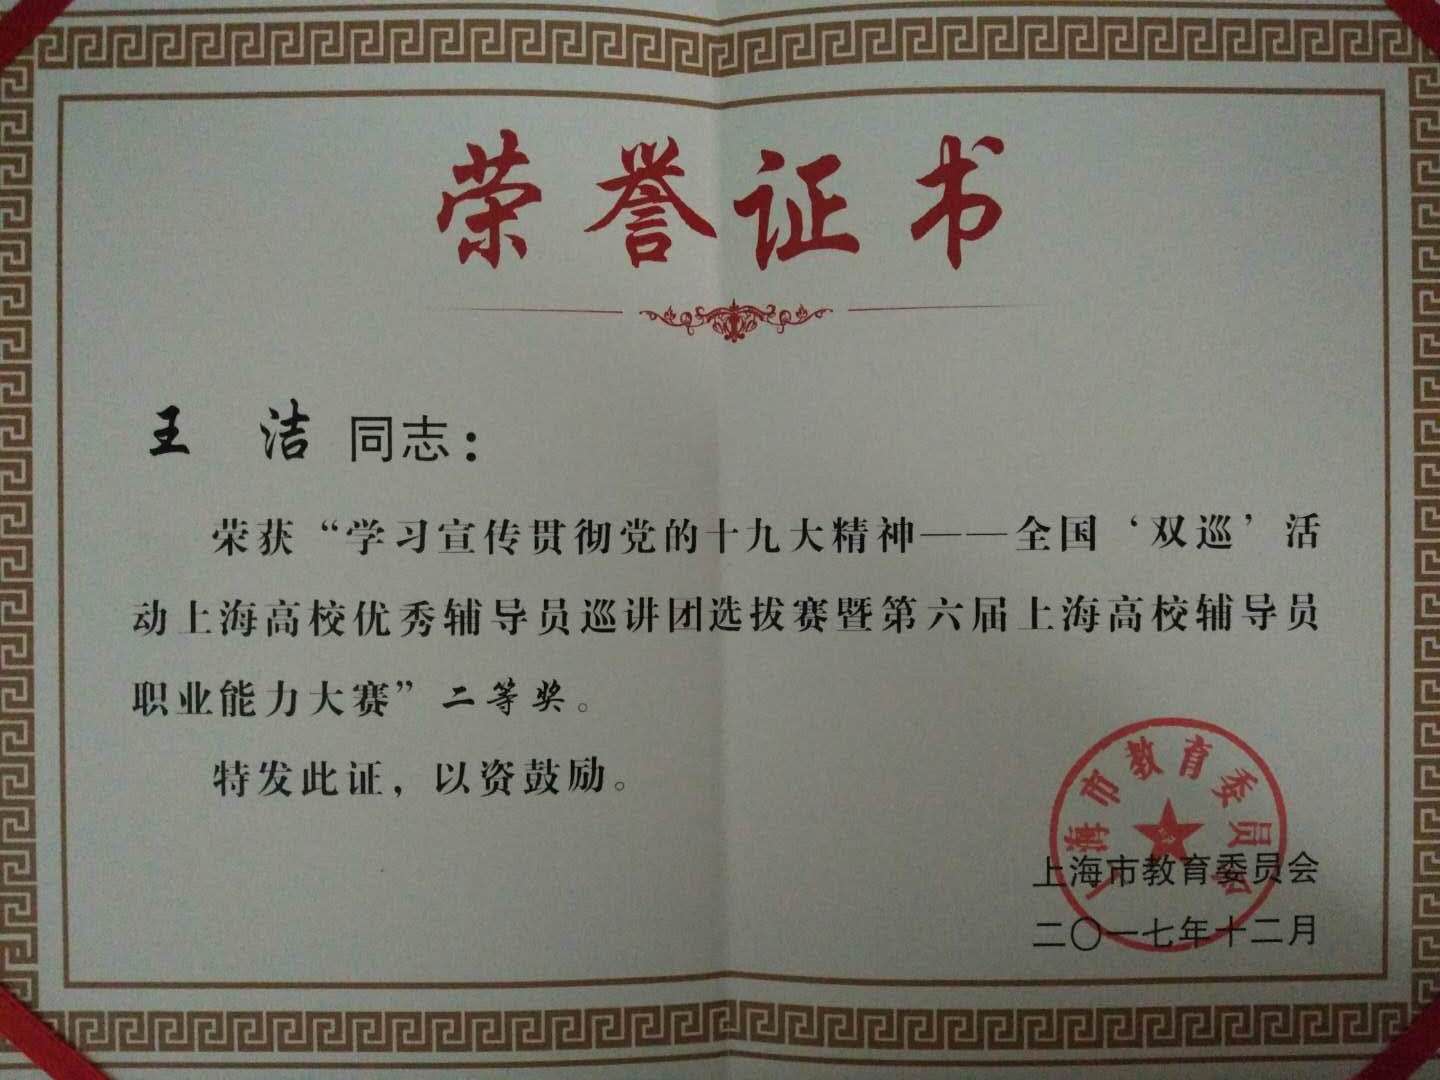 荣誉证书
王 洁 同志：
荣获“学习宣传贯彻党的十九大精神——全国‘双巡’活
动上海高校优秀辅导员巡讲团选拔赛暨第六届上海高校辅导员
职业能力大赛”二等奖。
特发此证，以资鼓励。
上海市教育委员会
上海市教育委员会
二〇一七年十二月